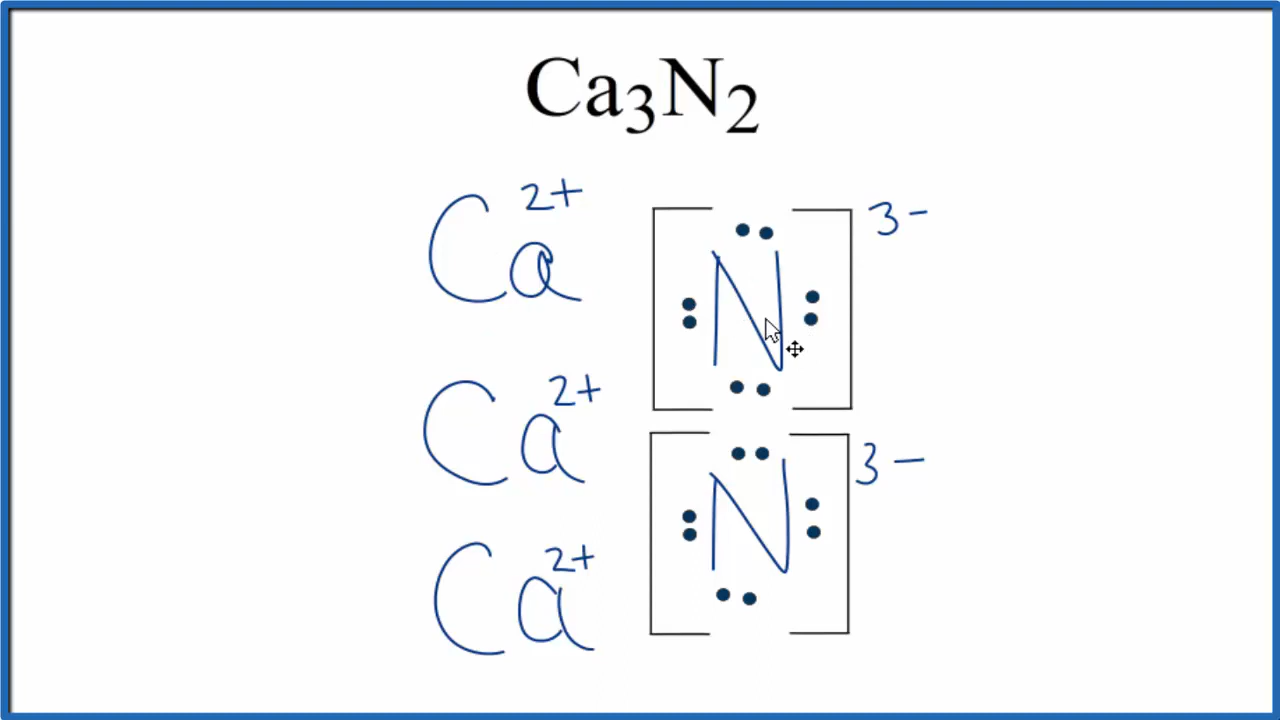 Ca₃N₂
Ca²⁺ [N]³⁻
Ca²⁺ [N]³⁻
Ca²⁺